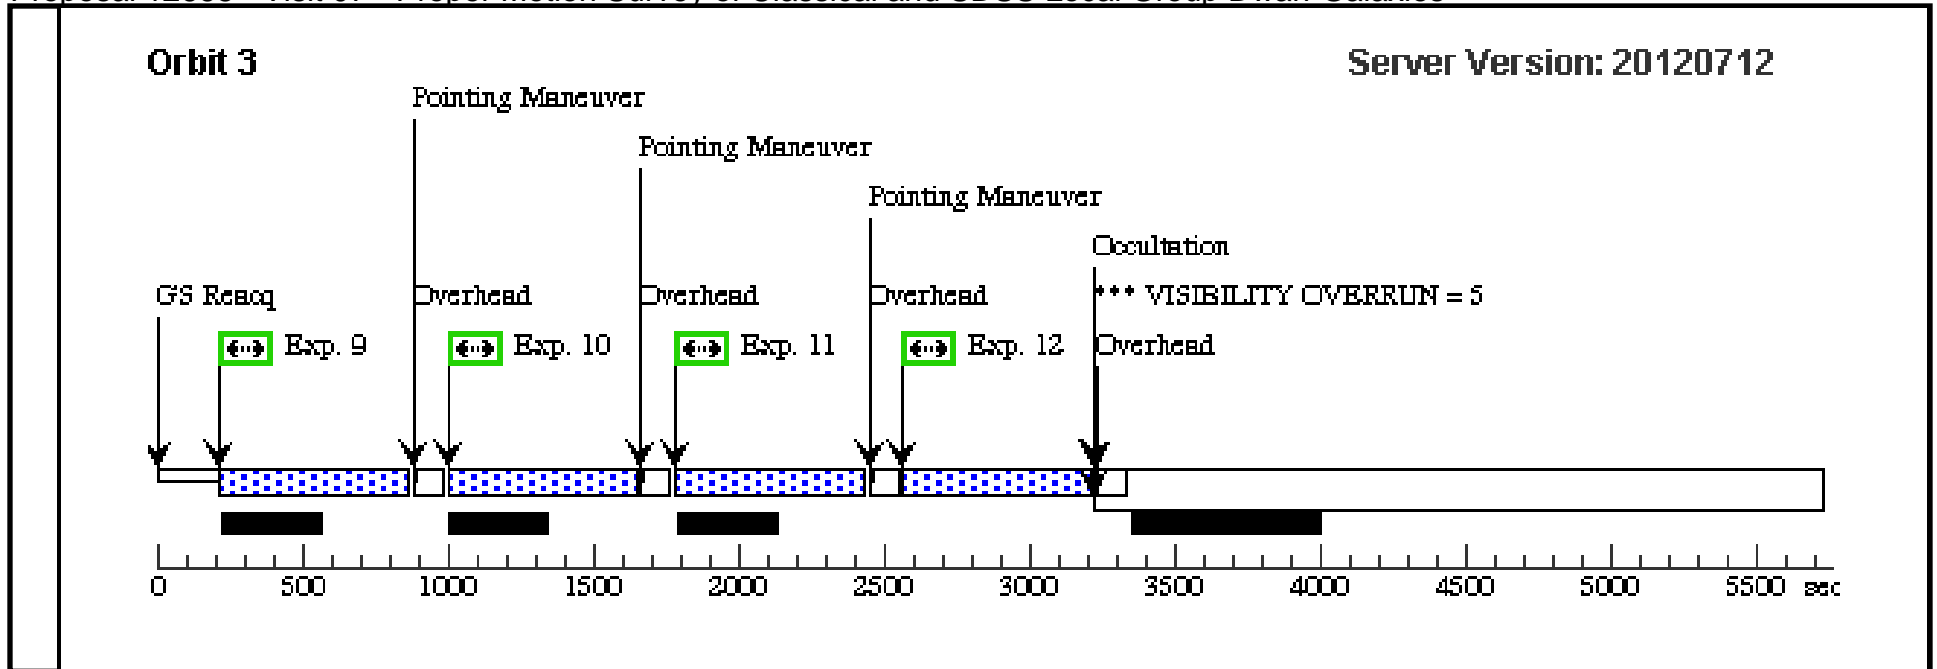 Orbit 3
Server Version: 20120712
Pointing Maneuver
Pointing Maneuver
Pointing Maneuver
Occultation
GS Reacq
Overhead
Overhead
Overhead
*** VISIBILITY OVERRUN = 5
Exp. 9
Exp. 10
Exp. 11
Exp. 12
Overhead
0 500 1000 1500 2000 2500 3000 3500 4000 4500 5000 5500 sec